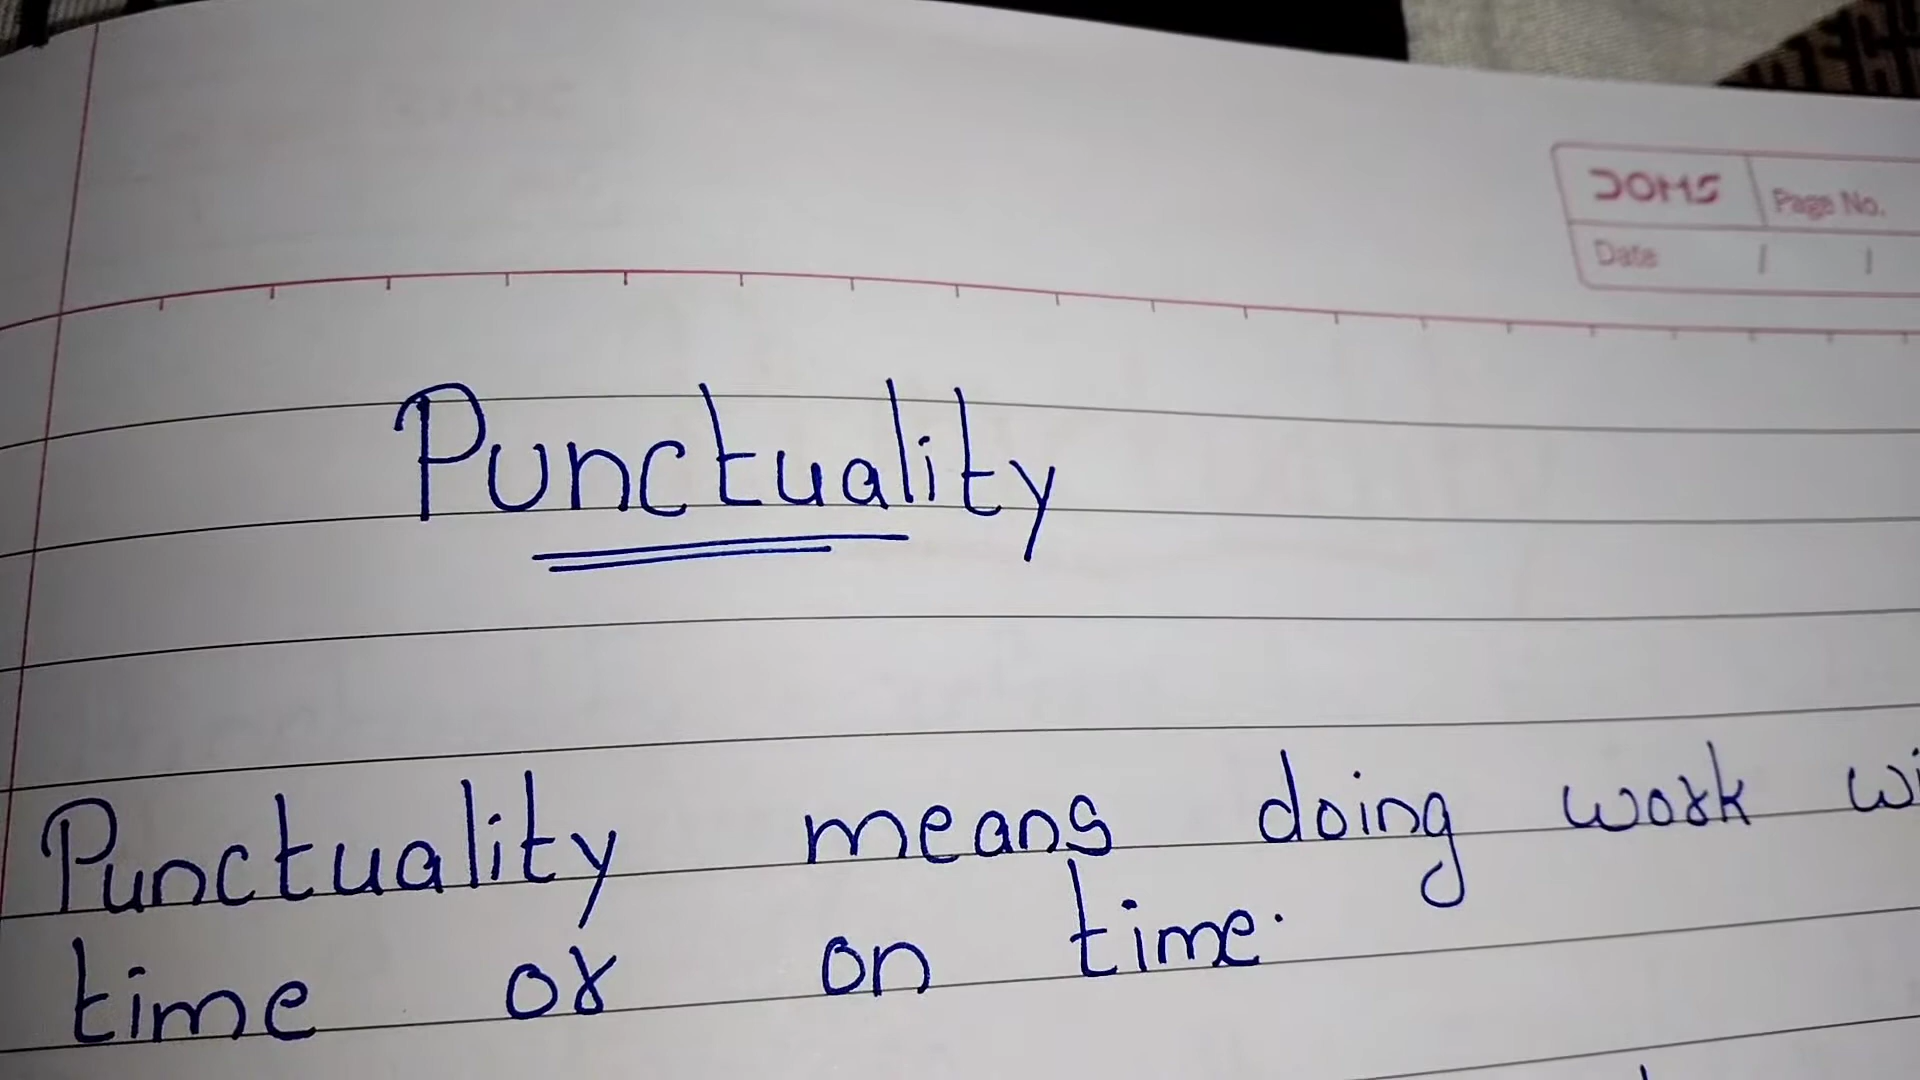 DOMS Page No.
Date / /
Punctuality
Punctuality means doing work
time or on time.